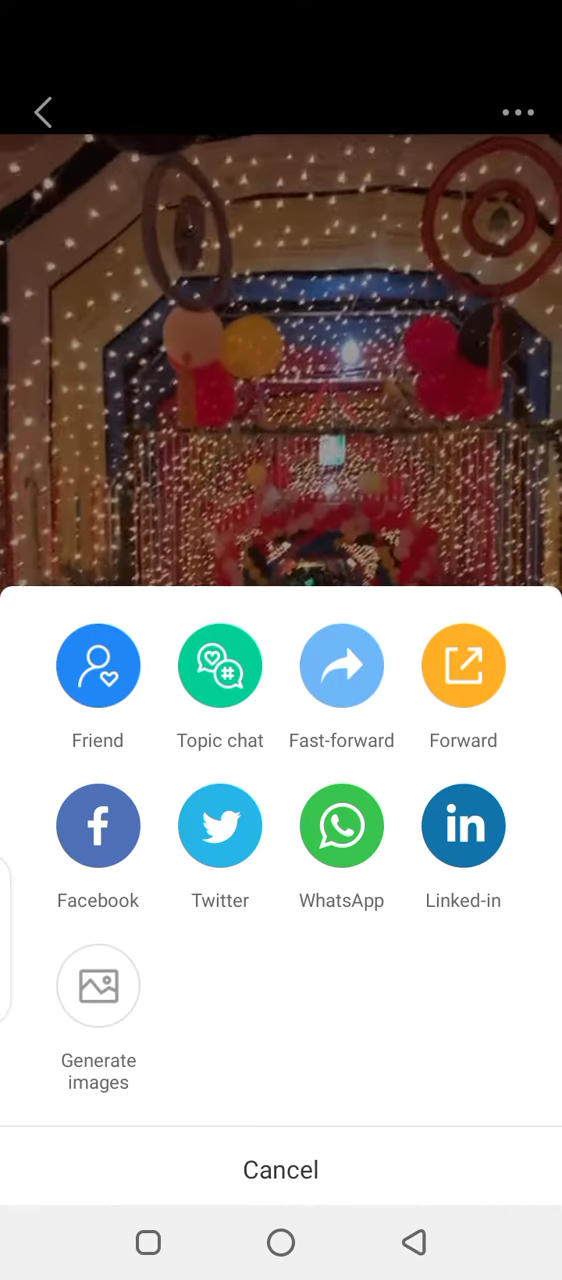 Friend
Topic chat
Fast-forward
Forward
Facebook
Twitter
WhatsApp
Linked-in
Generate
images
Cancel